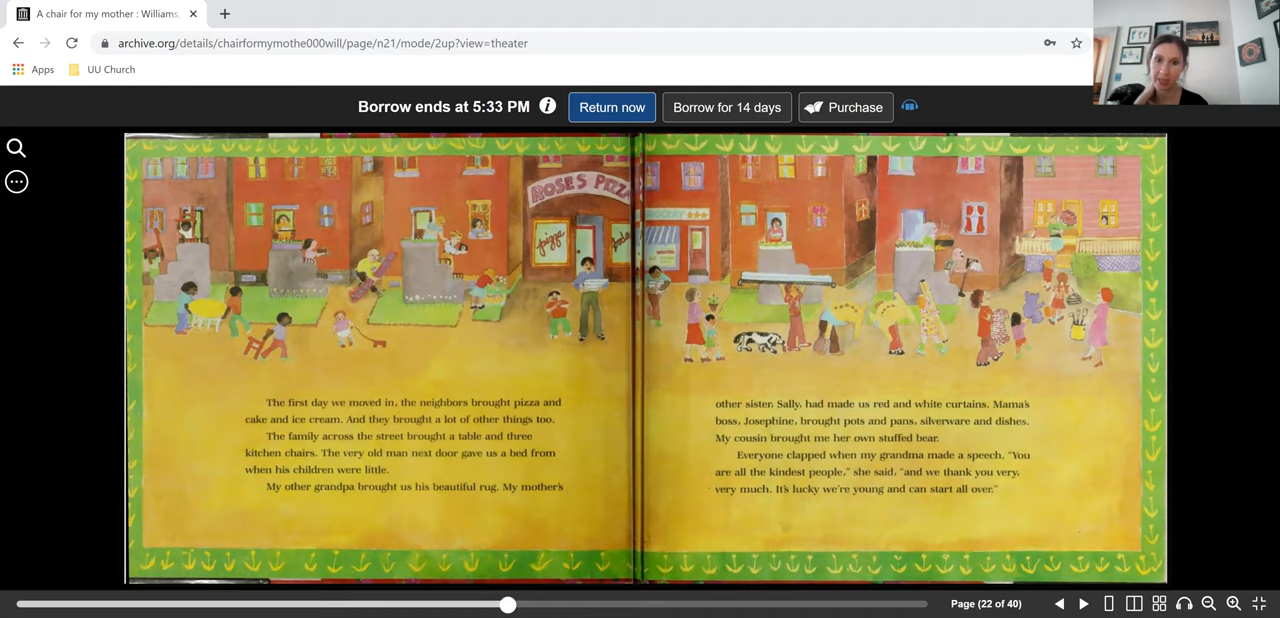 A chair for my mother : Williams,
archive.org/details/chairformymothe000will/page/n21/mode/2up?view=theater
Apps
UU Church
Borrow ends at 5:33 PM
Return now
Borrow for 14 days
Purchase
ROSE'S PIZZA
GROCERY
pizza
The first day we moved in, the neighbors brought pizza and
cake and ice cream. And they brought a lot of other things too.
The family across the street brought a table and three
kitchen chairs. The very old man next door gave us a bed from
when his children were little.
My other grandpa brought us his beautiful rug. My mother's
other sister, Sally, had made us red and white curtains. Mama's
boss, Josephine, brought pots and pans, silverware and dishes.
My cousin brought me her own stuffed bear.
Everyone clapped when my grandma made a speech. "You
are all the kindest people," she said, "and we thank you very,
very much. It's lucky we're young and can start all over."
Page (22 of 40)